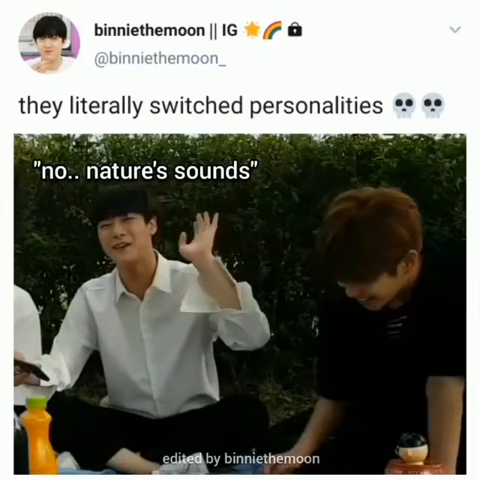 binniethemoon || IG 🌟🌈🔒
@binniethemoon_
they literally switched personalities 💀💀
"no.. nature's sounds"
edited by binniethemoon